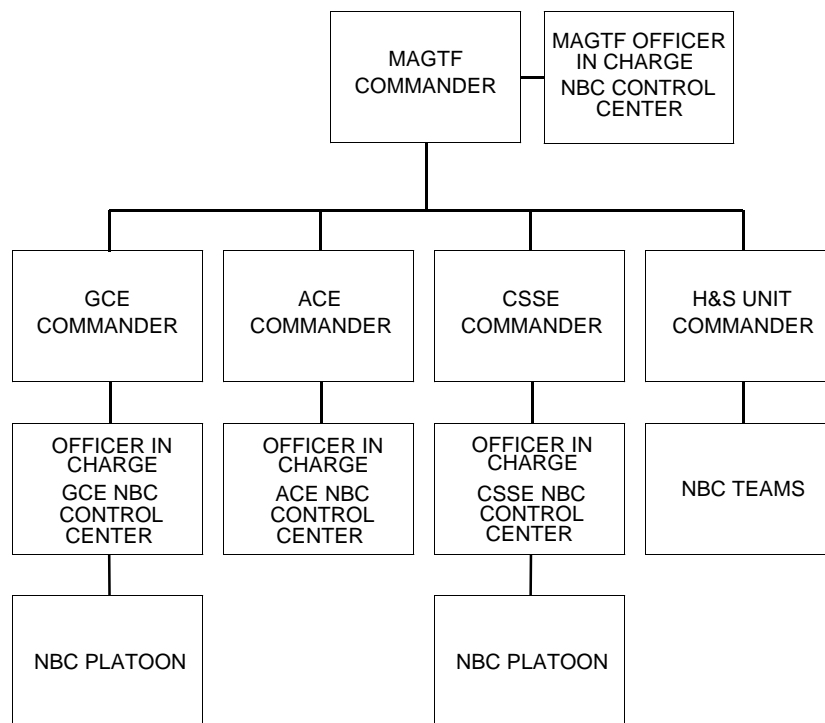 MAGTF
COMMANDER
MAGTF OFFICER
IN CHARGE
NBC CONTROL
CENTER
GCE
COMMANDER
ACE
COMMANDER
CSSE
COMMANDER
H&S UNIT
COMMANDER
OFFICER IN
CHARGE
GCE NBC
CONTROL
CENTER
OFFICER IN
CHARGE
ACE NBC
CONTROL
CENTER
OFFICER IN
CHARGE
CSSE NBC
CONTROL
CENTER
NBC TEAMS
NBC PLATOON
NBC PLATOON